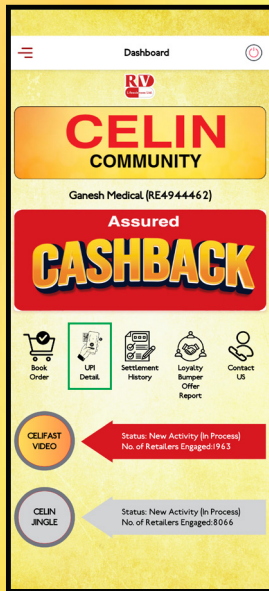 Dashboard
RV
CELIN
COMMUNITY
Ganesh Medical (RE4944462)
Assured
CASHBACK
Book
Order
UPI
Detail
Settlement
History
Loyalty
Bumper
Offer
Report
Contact
US
CELIFAST
VIDEO
Status: New Activity (In Process)
No. of Retailers Engaged:1963
CELIN
JINGLE
Status: New Activity (In Process)
No. of Retailers Engaged:8066